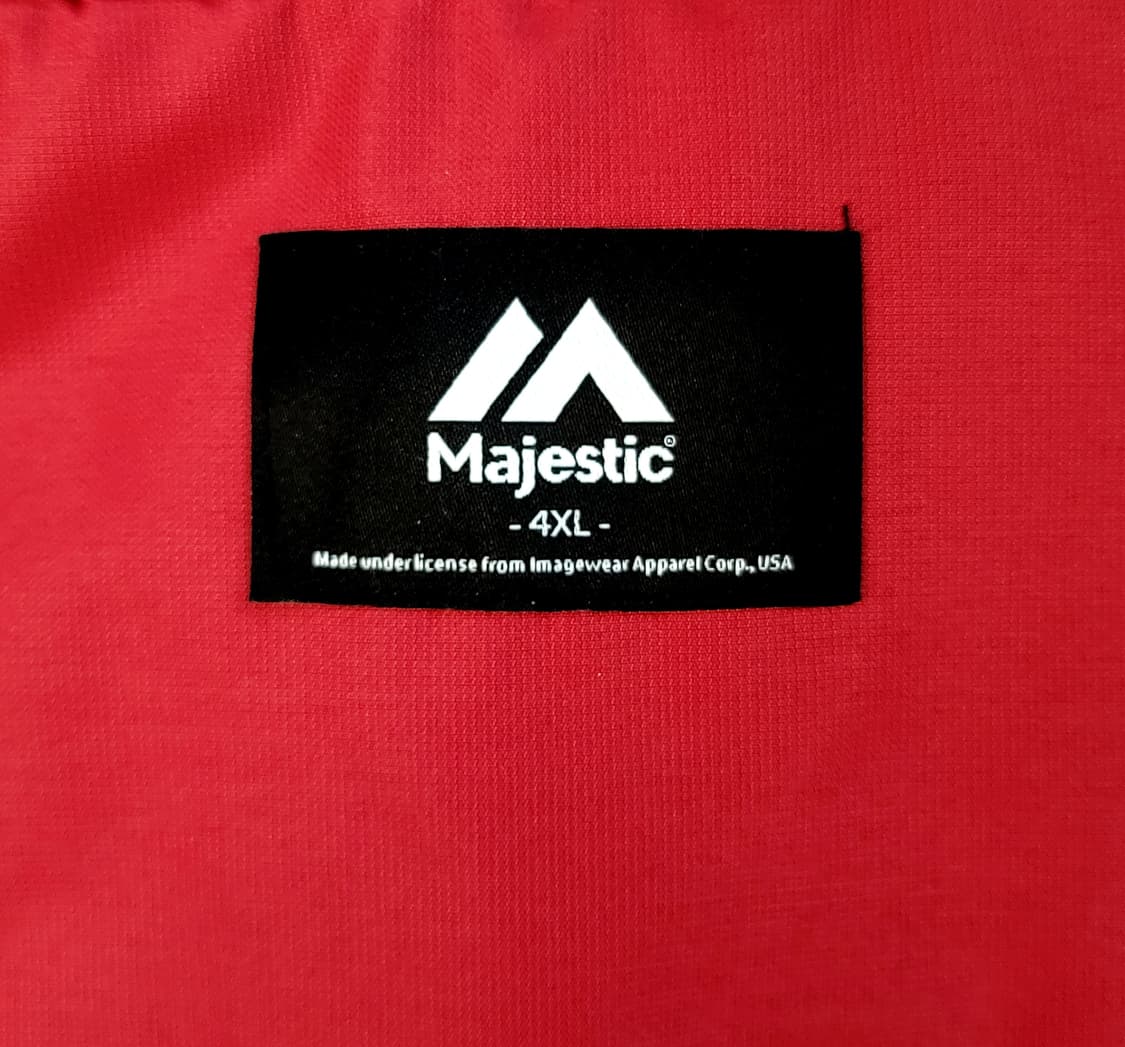 Majestic®
- 4XL -
Made under license from Imagewear Apparel Corp., USA